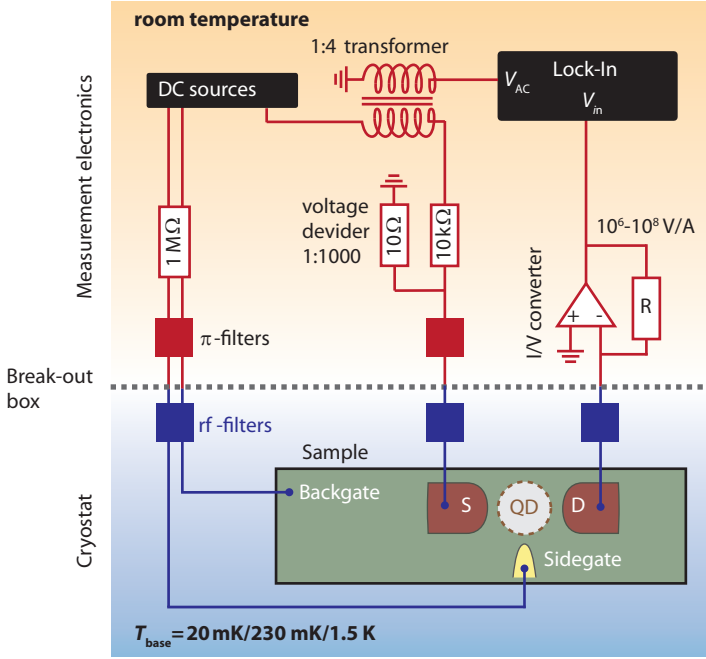 room temperature
1:4 transformer
DC sources
Lock-In
V_AC
V_in
Measurement electronics
voltage
devider
1:1000
1 MΩ
10Ω
10kΩ
10⁶-10⁸ V/A
I/V converter
+ -
R
π-filters
Break-out
box
rf-filters
Sample
Backgate
S
QD
D
Sidegate
Cryostat
T_base = 20 mK/230 mK/1.5 K